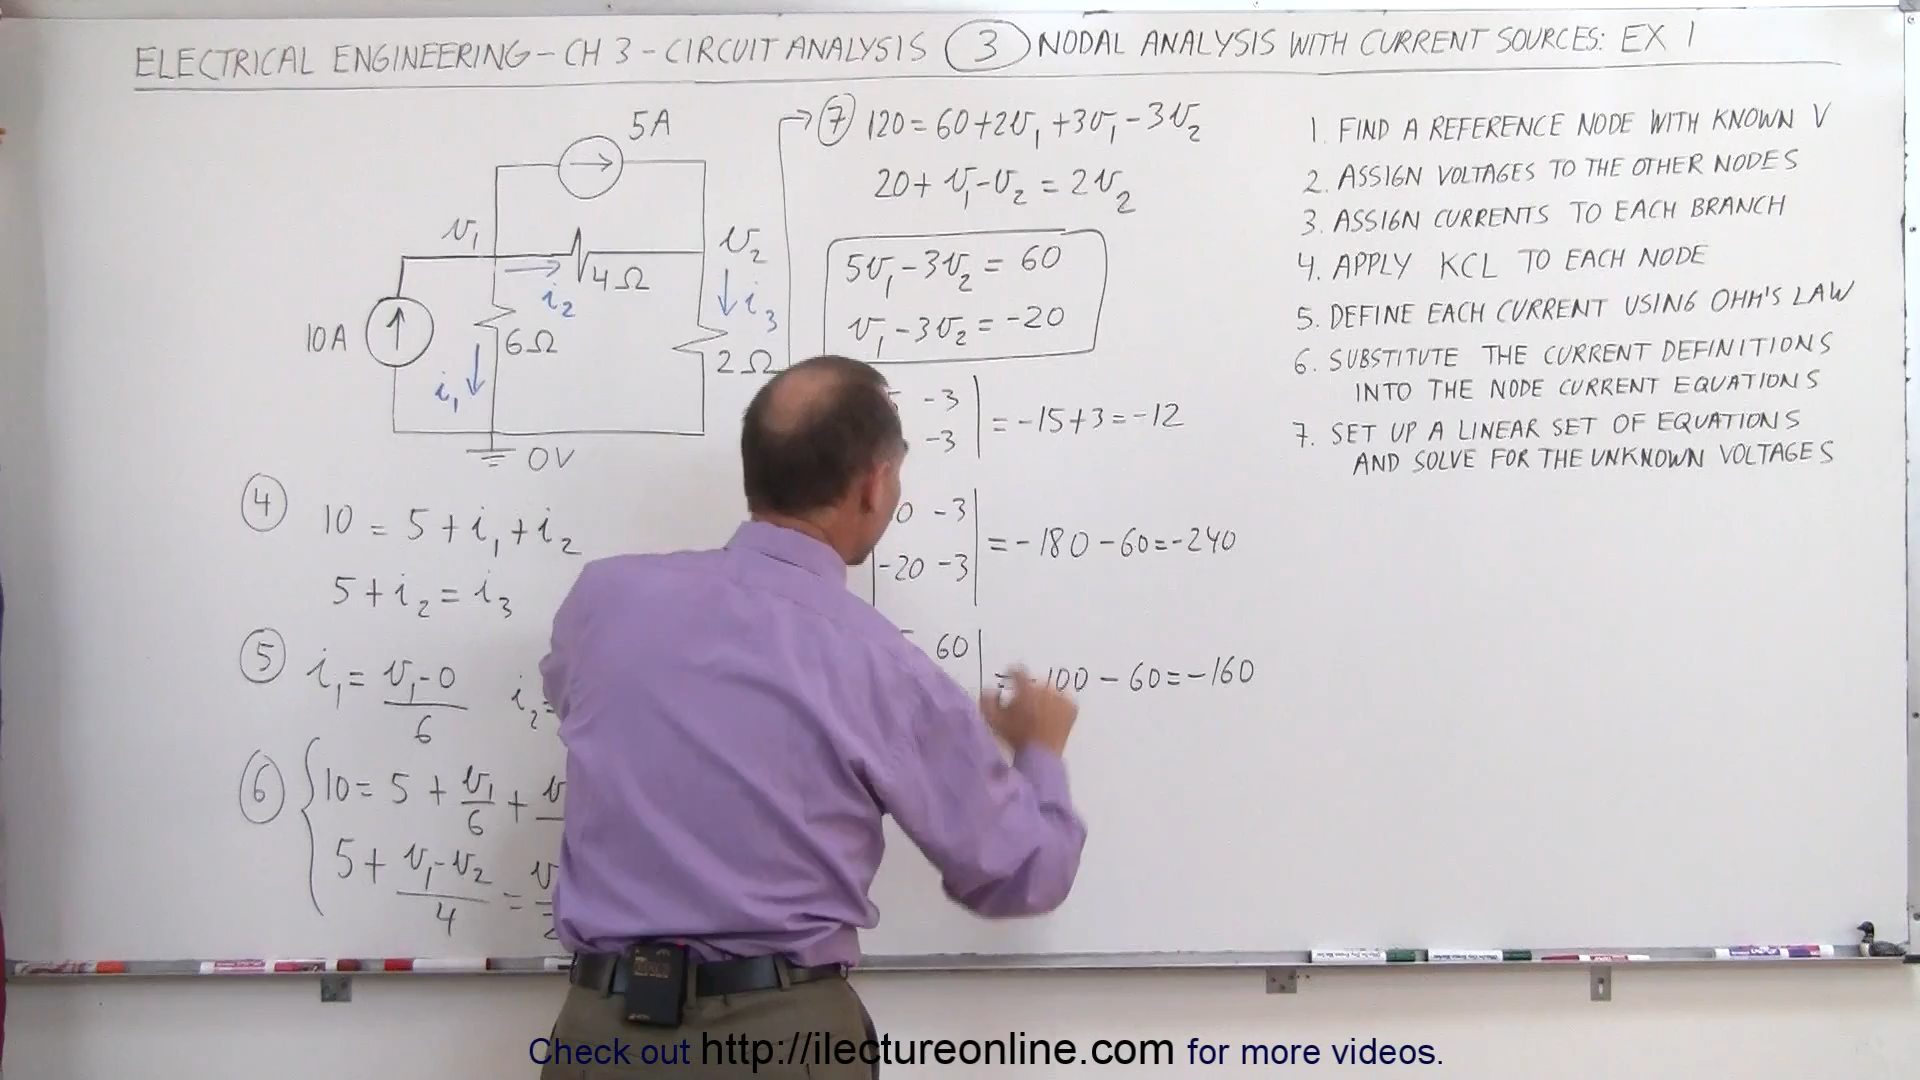 ELECTRICAL ENGINEERING – CH 3 – CIRCUIT ANALYSIS ③ NODAL ANALYSIS WITH CURRENT SOURCES: EX 1
5A
v₁
v₂
4Ω
i₂
i₃
10A
6Ω
2Ω
i₁
0V
④ 10 = 5 + i₁ + i₂
5 + i₂ = i₃
⑤ i₁ = (v₁-0)/6 i₂=
⑥ 10 = 5 + v₁/6 +
5 + (v₁-v₂)/4 =
⑦ 120 = 60 + 2v₁ + 3v₁ - 3v₂
20 + v₁ - v₂ = 2v₂
5v₁ - 3v₂ = 60
v₁ - 3v₂ = -20
-3
-3 | = -15 + 3 = -12
0 -3
-20 -3 | = -180 - 60 = -240
60
= -100 - 60 = -160
1. FIND A REFERENCE NODE WITH KNOWN V
2. ASSIGN VOLTAGES TO THE OTHER NODES
3. ASSIGN CURRENTS TO EACH BRANCH
4. APPLY KCL TO EACH NODE
5. DEFINE EACH CURRENT USING OHH'S LAW
6. SUBSTITUTE THE CURRENT DEFINITIONS
INTO THE NODE CURRENT EQUATIONS
7. SET UP A LINEAR SET OF EQUATIONS
AND SOLVE FOR THE UNKNOWN VOLTAGES
Check out http://ilectureonline.com for more videos.